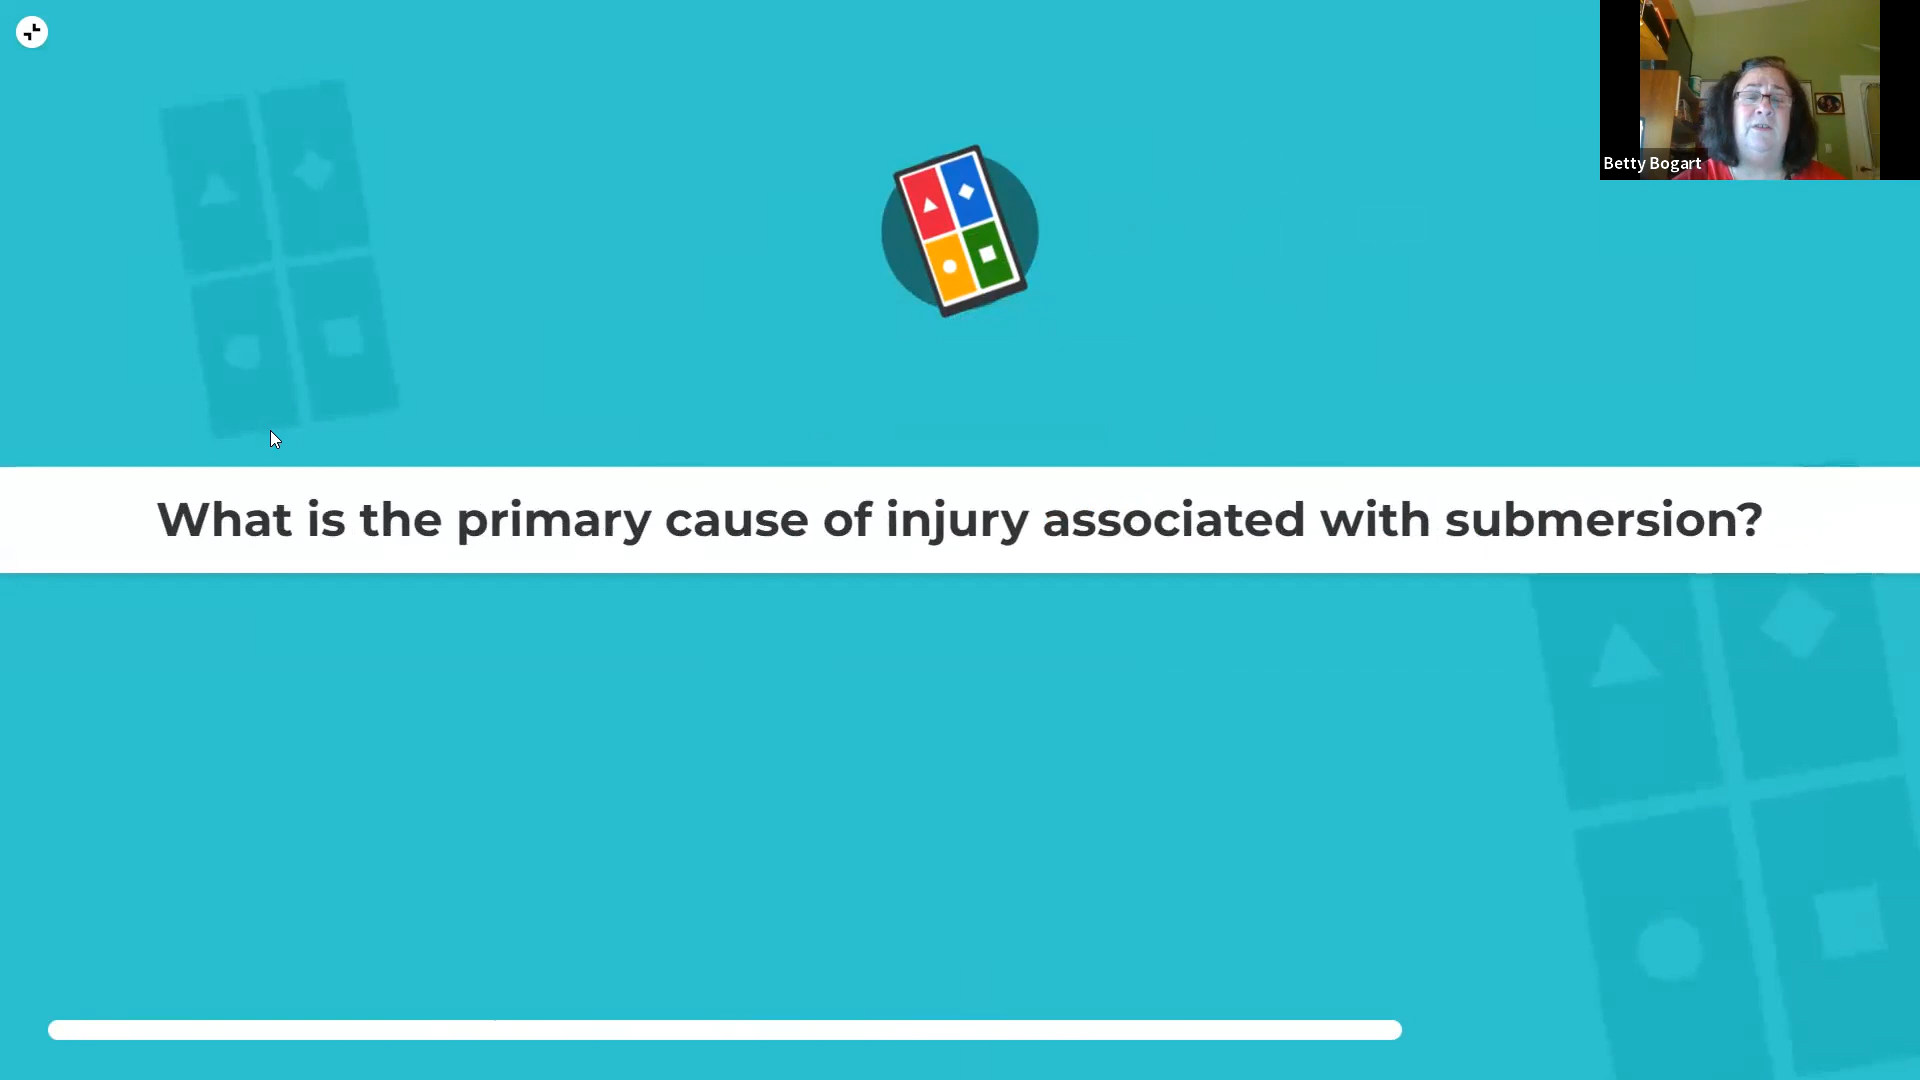 Betty Bogart
What is the primary cause of injury associated with submersion?